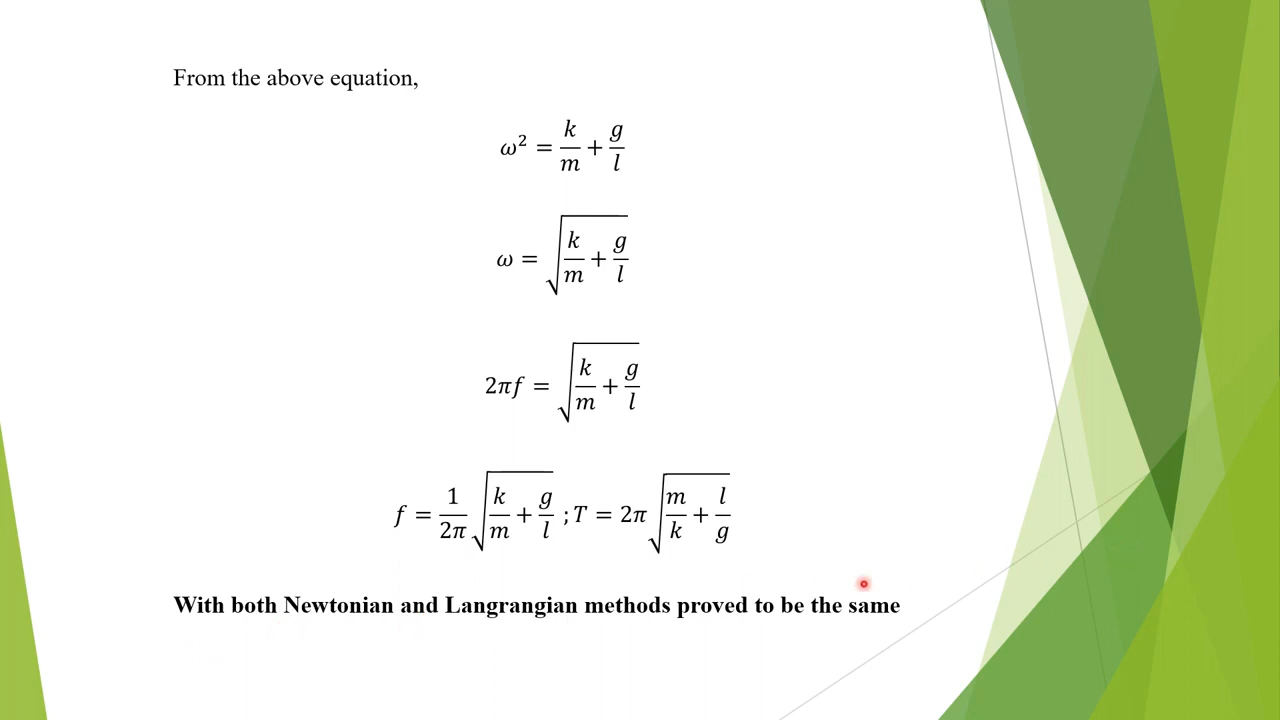 From the above equation,
ω² = k/m + g/l
ω = √(k/m + g/l)
2πf = √(k/m + g/l)
f = 1/2π √(k/m + g/l) ; T = 2π √(m/k + l/g)
With both Newtonian and Langrangian methods proved to be the same